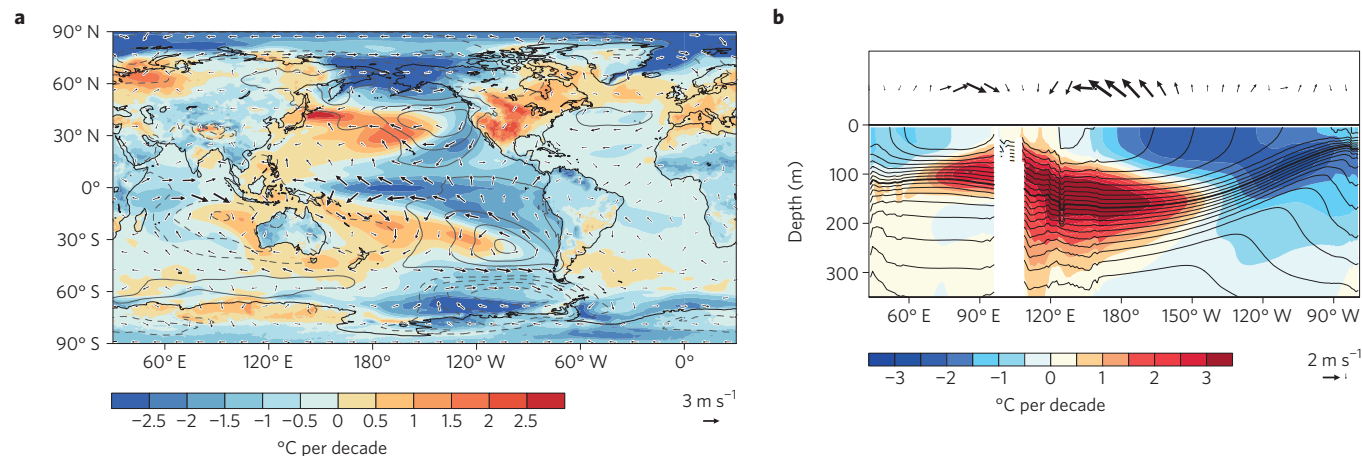 a
90° N
60° N
30° N
0°
30° S
60° S
90° S
60° E 120° E 180° 120° W 60° W 0°
−2.5 −2 −1.5 −1 −0.5 0 0.5 1 1.5 2 2.5
°C per decade
3 m s⁻¹
b
0
100
200
300
Depth (m)
60° E 90° E 120° E 180° 150° W 120° W 90° W
−3 −2 −1 0 1 2 3
°C per decade
2 m s⁻¹